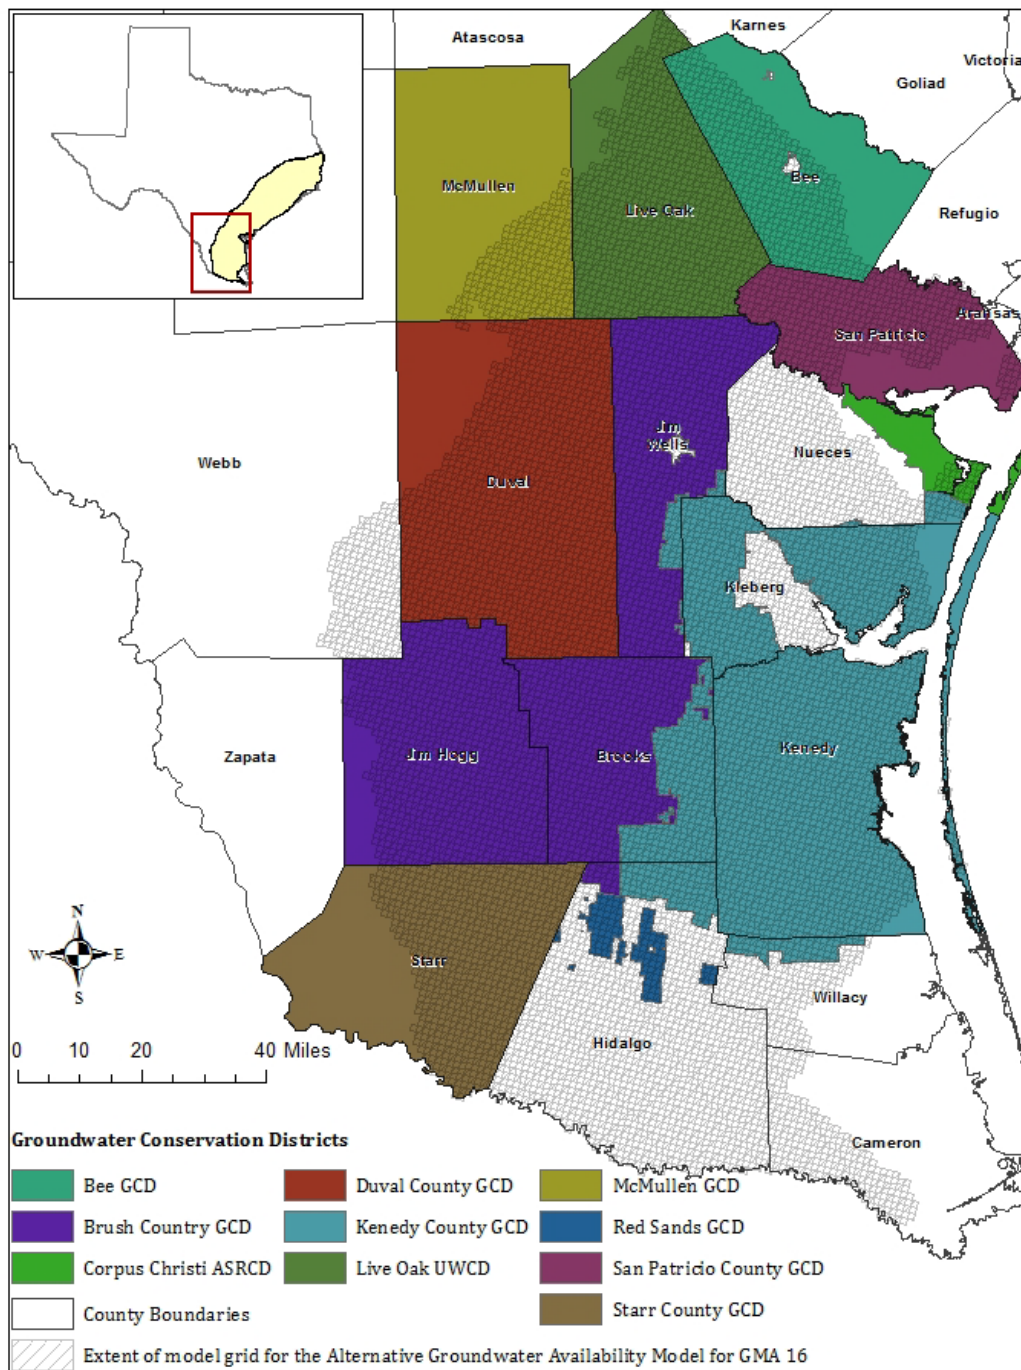 Karnes
Atascosa
Victoria
Goliad
McMullen
Bee
Live Oak
Refugio
Aransas
San Patricio
Jim
Wells
Nueces
Webb
Duval
Kleberg
Zapata
Jim Hogg
Brooks
Kenedy
N
W E
S
Starr
Willacy
Hidalgo
0 10 20 40 Miles
Cameron
Groundwater Conservation Districts
Bee GCD
Duval County GCD
McMullen GCD
Brush Country GCD
Kenedy County GCD
Red Sands GCD
Corpus Christi ASRCD
Live Oak UWCD
San Patricio County GCD
County Boundaries
Starr County GCD
Extent of model grid for the Alternative Groundwater Availability Model for GMA 16